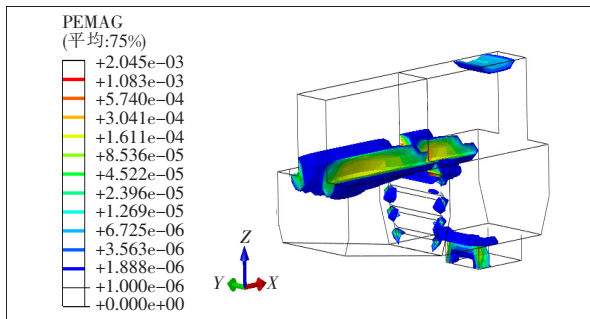 PEMAG
(平均:75%)
+2.045e-03
+1.083e-03
+5.740e-04
+3.041e-04
+1.611e-04
+8.536e-05
+4.522e-05
+2.396e-05
+1.269e-05
+6.725e-06
+3.563e-06
+1.888e-06
+1.000e-06
+0.000e+00
Z
Y
X